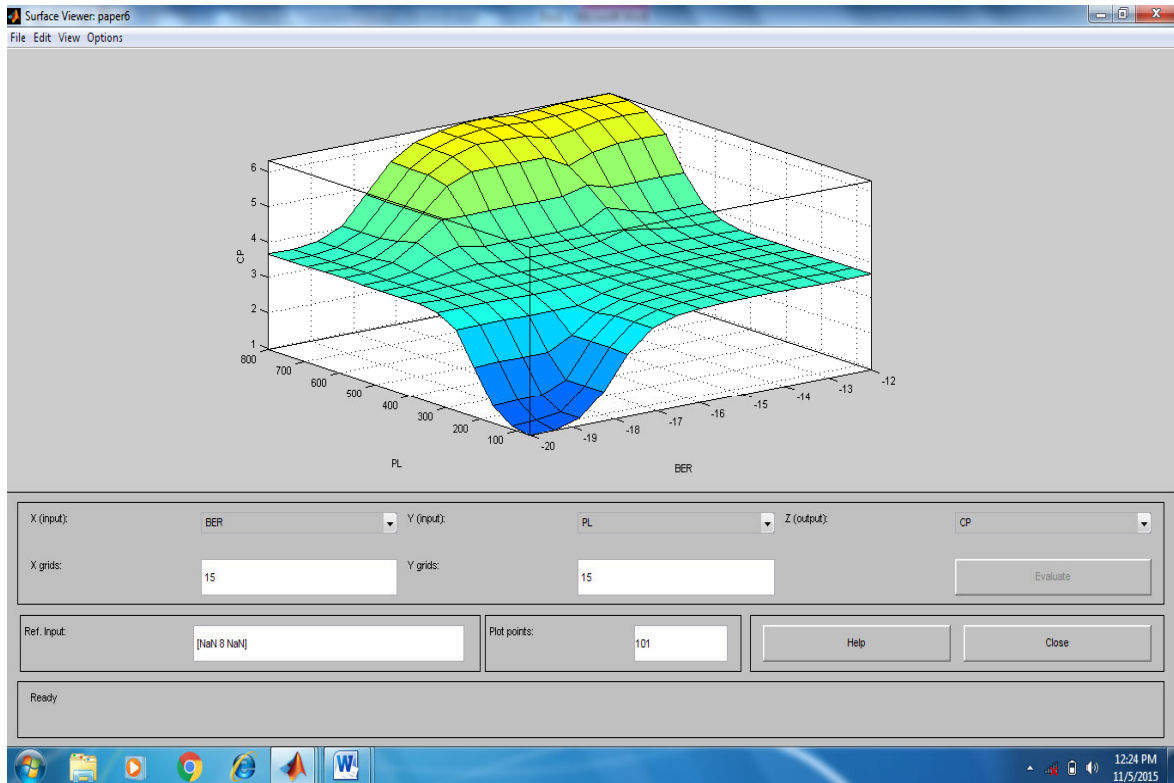 Surface Viewer: paper6
File Edit View Options
CP
6
5
4
3
2
1
800
700
600
500
400
300
200
100
PL
-20
-19
-18
-17
-16
-15
-14
-13
-12
BER
X (input):
BER
Y (input):
PL
Z (output):
CP
X grids:
15
Y grids:
15
Evaluate
Ref. Input:
[NaN 8 NaN]
Plot points:
101
Help
Close
Ready
12:24 PM
11/5/2015